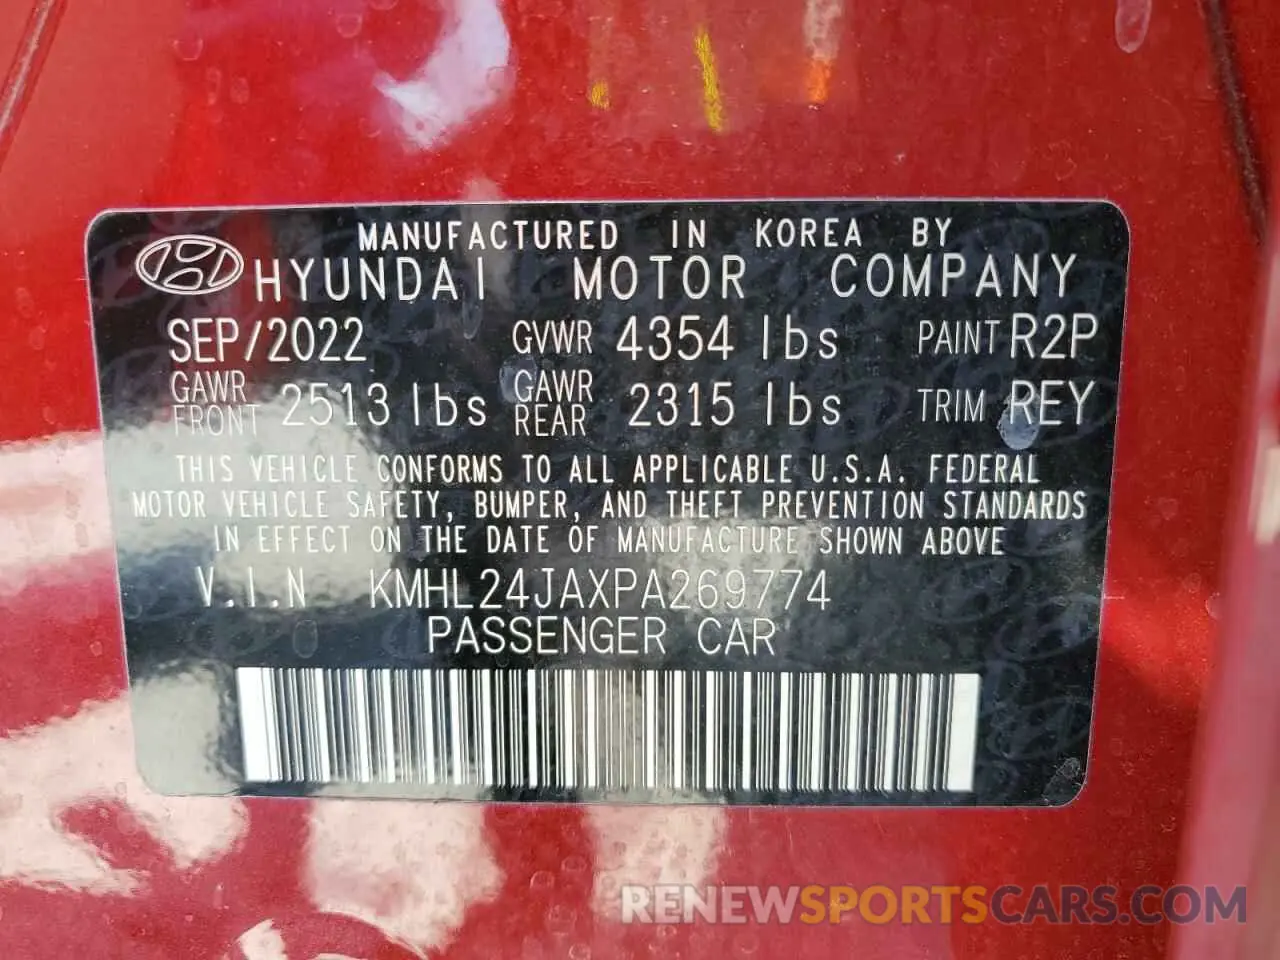 MANUFACTURED IN KOREA BY
HYUNDAI MOTOR COMPANY
SEP/2022 GVWR 4354 lbs PAINT R2P
GAWR FRONT 2513 lbs GAWR REAR 2315 lbs TRIM REY
THIS VEHICLE CONFORMS TO ALL APPLICABLE U.S.A. FEDERAL
MOTOR VEHICLE SAFETY, BUMPER, AND THEFT PREVENTION STANDARDS
IN EFFECT ON THE DATE OF MANUFACTURE SHOWN ABOVE
V.I.N KMHL24JAXPA269774
PASSENGER CAR
RENEWSPORTSCARS.COM